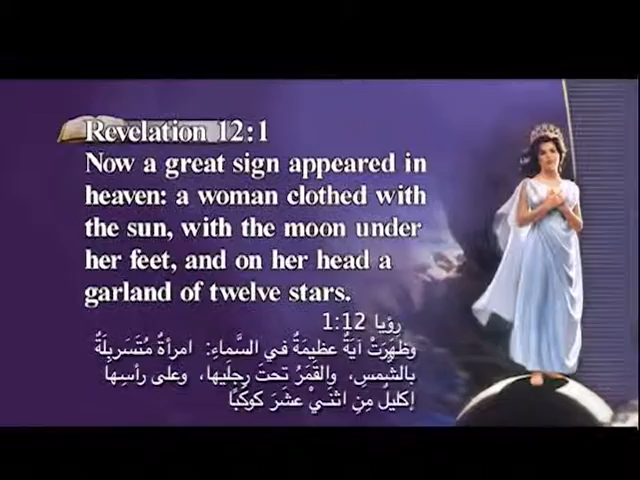 Revelation 12:1
Now a great sign appeared in
heaven: a woman clothed with
the sun, with the moon under
her feet, and on her head a
garland of twelve stars.
رؤيا 1:12
وظَهَرَتْ آيَةٌ عظيمَةٌ في السَّماءِ: امرأةٌ مُتَسَربِلَةٌ
بالشَّمسِ، والقَمَرُ تحتَ رِجلَيها، وعلى رأسِها
إكليلٌ مِنِ اثنَيْ عشَرَ كوكَبًا